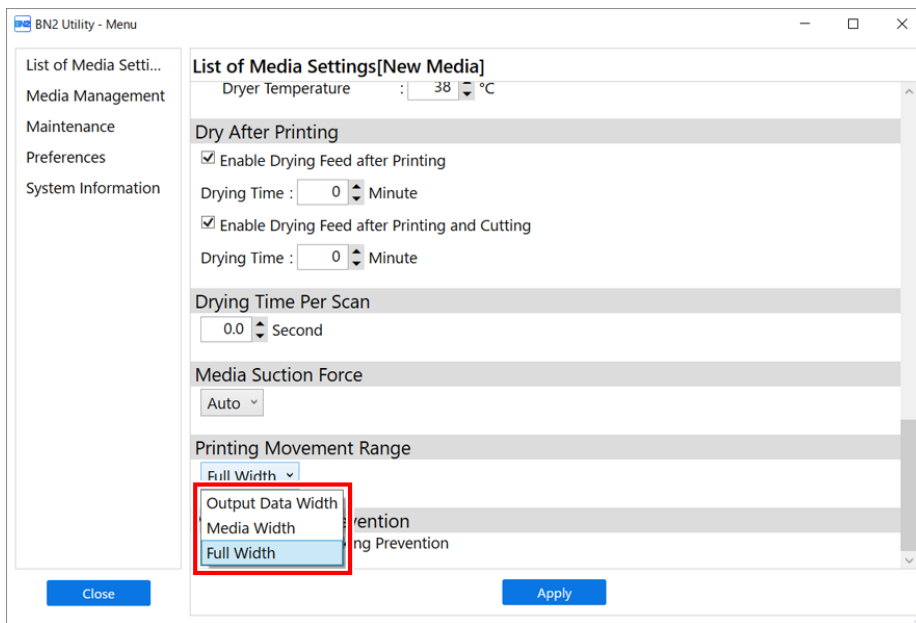 BN2 BN2 Utility - Menu
List of Media Setti...
Media Management
Maintenance
Preferences
System Information
List of Media Settings[New Media]
Dryer Temperature : 38 °C
Dry After Printing
Enable Drying Feed after Printing
Drying Time : 0 Minute
Enable Drying Feed after Printing and Cutting
Drying Time : 0 Minute
Drying Time Per Scan
0.0 Second
Media Suction Force
Auto
Printing Movement Range
Full Width
Output Data Width
Media Width
Full Width
Prevention
Close
Apply